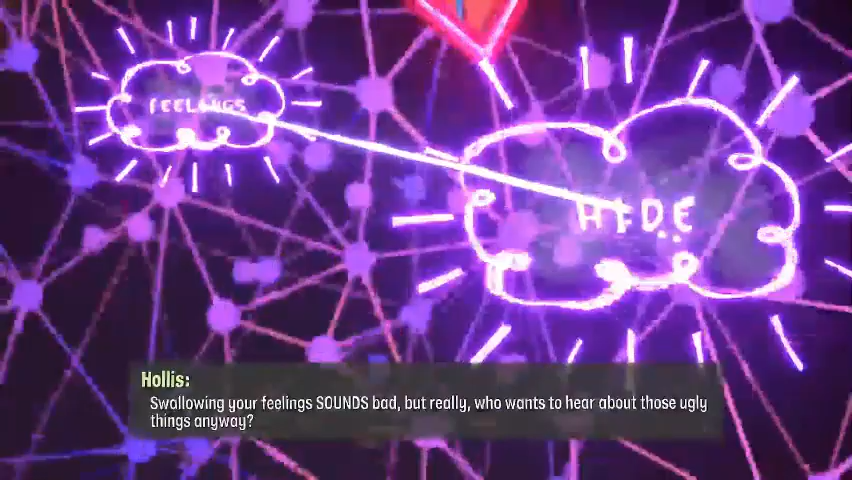 FEELINGS
HIDE
Hollis:
Swallowing your feelings SOUNDS bad, but really, who wants to hear about those ugly
things anyway?